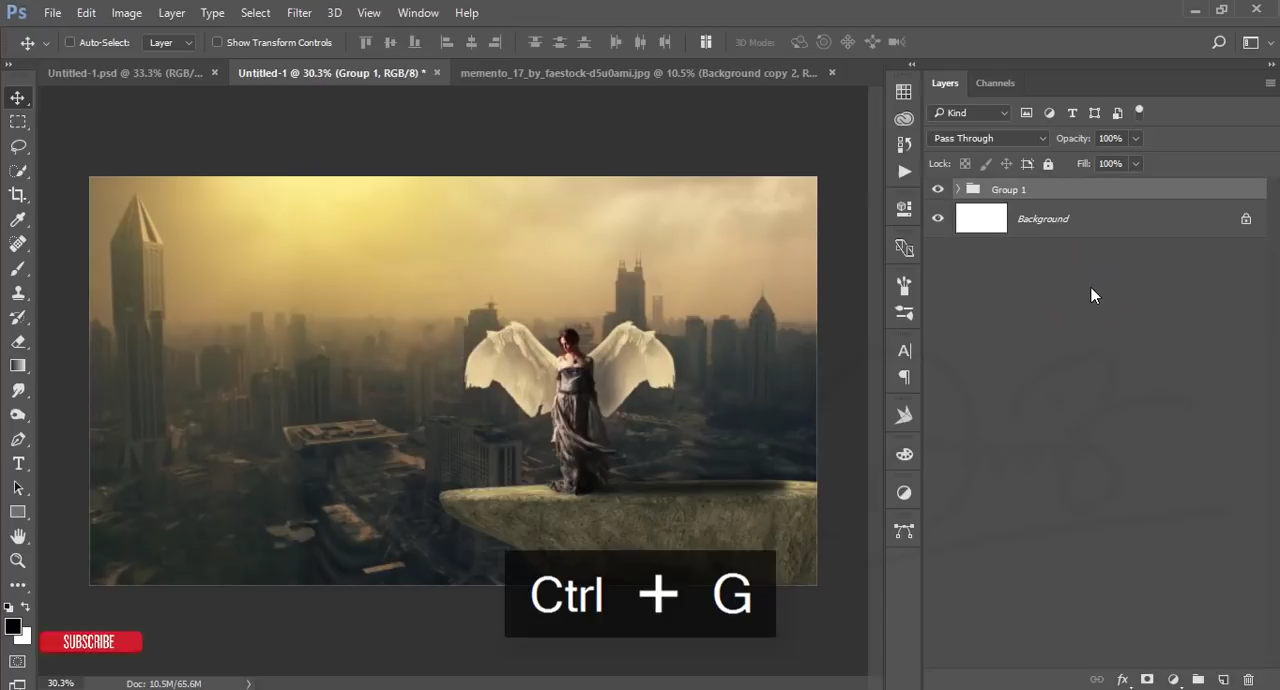 Ps File Edit Image Layer Type Select Filter 3D View Window Help
Auto-Select: Layer Show Transform Controls 3D Mode:
Untitled-1.psd @ 33.3% (RGB/... × Untitled-1 @ 30.3% (Group 1, RGB/8) * × memento_17_by_faestock-d5u0ami.jpg @ 10.5% (Background copy 2, R... ×
Layers Channels
Kind
Pass Through Opacity: 100%
Lock: Fill: 100%
Group 1
Background
Ctrl + G
SUBSCRIBE
30.3% Doc: 10.5M/65.6M